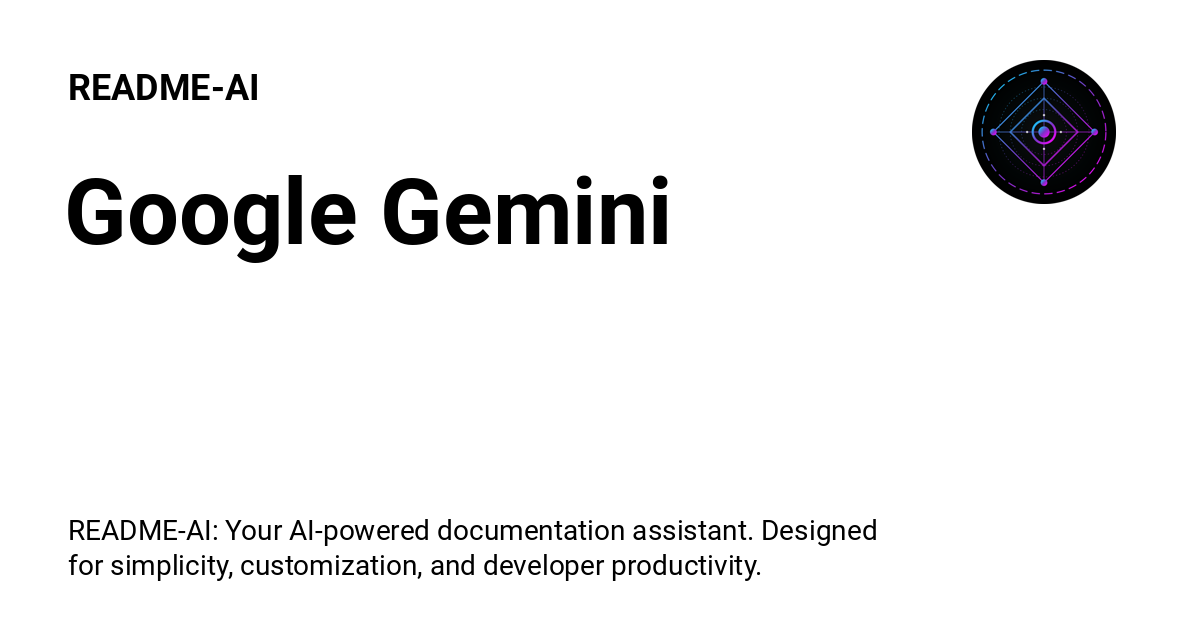 README-AI
Google Gemini
README-AI: Your AI-powered documentation assistant. Designed
for simplicity, customization, and developer productivity.